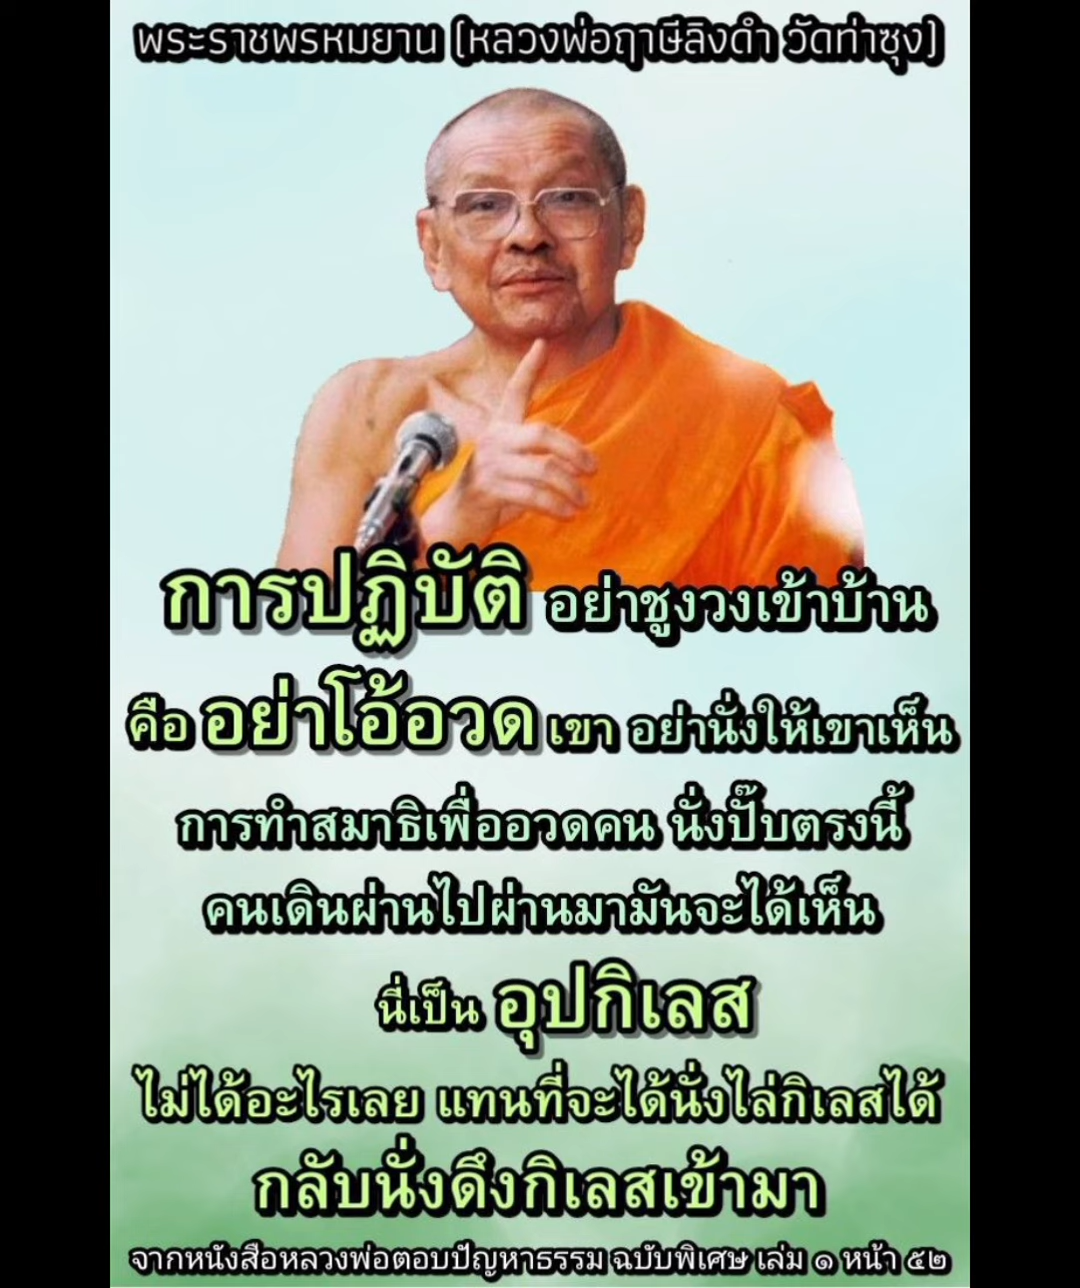 พระราชพรหมยาน (หลวงพ่อฤาษีลิงดำ วัดท่าซุง)
การปฏิบัติ อย่าชูงวงเข้าบ้าน
คือ อย่าโอ้อวด เขา อย่านั่งให้เขาเห็น
การทำสมาธิเพื่ออวดคน นั่งปั๊บตรงนี้
คนเดินผ่านไปผ่านมามันจะได้เห็น
นี่เป็น อุปกิเลส
ไม่ได้อะไรเลย แทนที่จะได้นั่งไล่กิเลสได้
กลับนั่งดึงกิเลสเข้ามา
จากหนังสือหลวงพ่อตอบปัญหาธรรม ฉบับพิเศษ เล่ม ๑ หน้า ๕๒